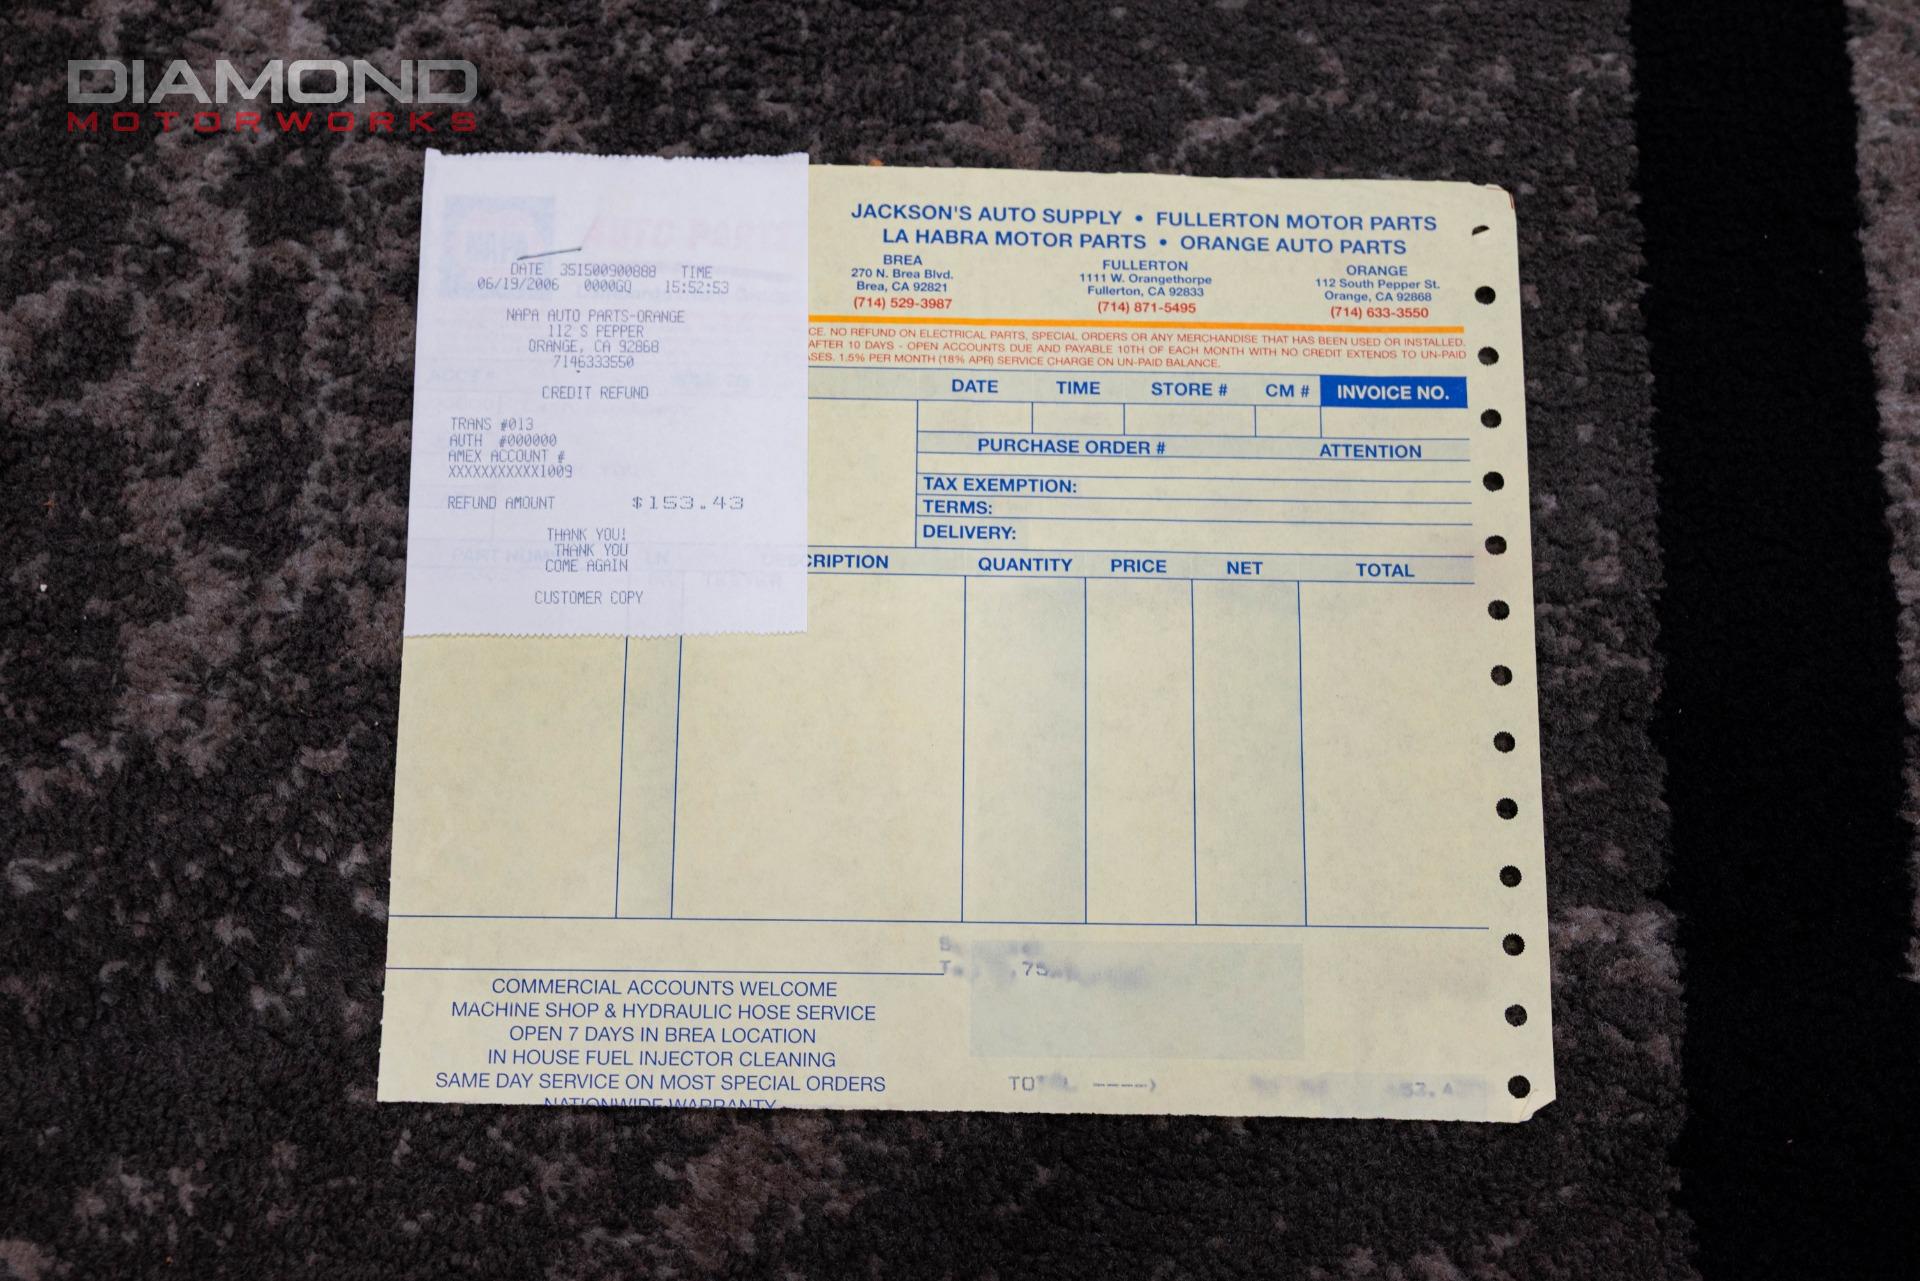 DIAMOND
MOTORWORKS
DATE 351500900888 TIME
06/19/2006 0000GQ 15:52:53
NAPA AUTO PARTS-ORANGE
112 S PEPPER
ORANGE, CA 92868
7146333550
CREDIT REFUND
TRANS #013
AUTH #000000
AMEX ACCOUNT #
XXXXXXXXXXX1009
REFUND AMOUNT $153.43
THANK YOU!
THANK YOU
COME AGAIN
CUSTOMER COPY
JACKSON'S AUTO SUPPLY • FULLERTON MOTOR PARTS
LA HABRA MOTOR PARTS • ORANGE AUTO PARTS
BREA
270 N. Brea Blvd.
Brea, CA 92821
(714) 529-3987
FULLERTON
1111 W. Orangethorpe
Fullerton, CA 92833
(714) 871-5495
ORANGE
112 South Pepper St.
Orange, CA 92868
(714) 633-3550
NO REFUND ON ELECTRICAL PARTS, SPECIAL ORDERS OR ANY MERCHANDISE THAT HAS BEEN USED OR INSTALLED.
AFTER 10 DAYS - OPEN ACCOUNTS DUE AND PAYABLE 10TH OF EACH MONTH WITH NO CREDIT EXTENDS TO UN-PAID
1.5% PER MONTH (18% APR) SERVICE CHARGE ON UN-PAID BALANCE.
DATE TIME STORE # CM # INVOICE NO.
PURCHASE ORDER # ATTENTION
TAX EXEMPTION:
TERMS:
DELIVERY:
DESCRIPTION QUANTITY PRICE NET TOTAL
COMMERCIAL ACCOUNTS WELCOME
MACHINE SHOP & HYDRAULIC HOSE SERVICE
OPEN 7 DAYS IN BREA LOCATION
IN HOUSE FUEL INJECTOR CLEANING
SAME DAY SERVICE ON MOST SPECIAL ORDERS
NATIONWIDE WARRANTY
TOTAL ----)